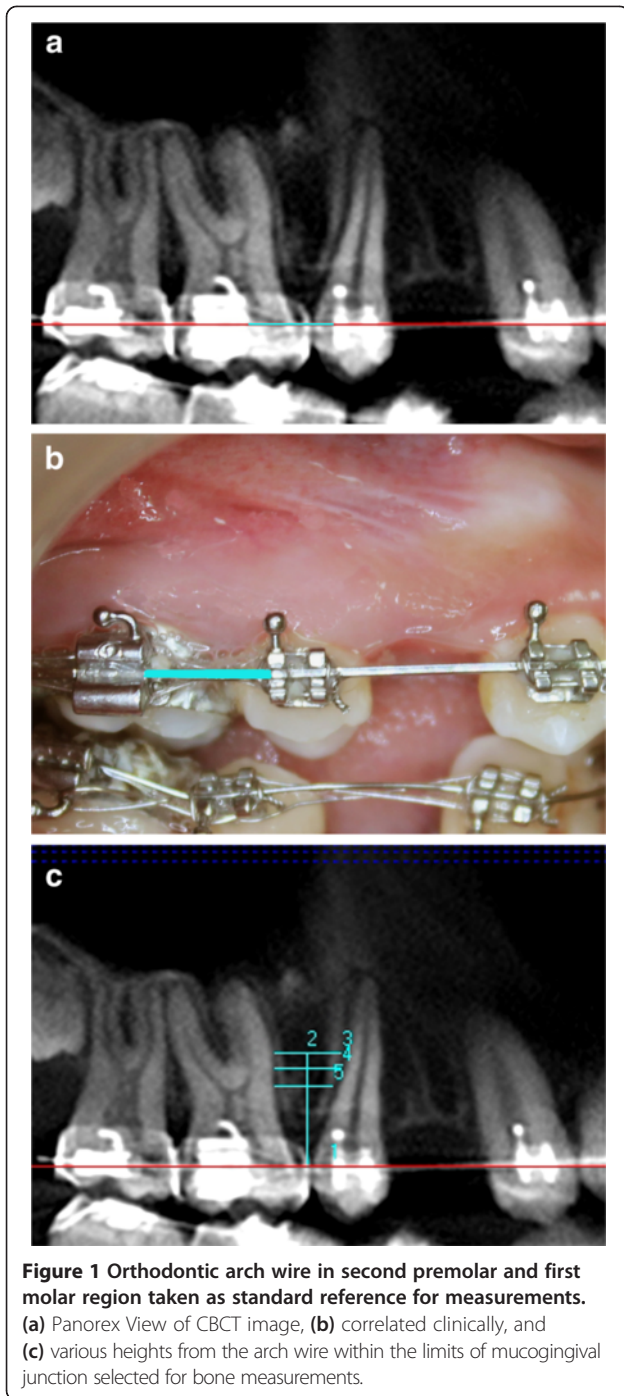 a
b
c
2 3
4
5
1
Figure 1 Orthodontic arch wire in second premolar and first
molar region taken as standard reference for measurements.
(a) Panorex View of CBCT image, (b) correlated clinically, and
(c) various heights from the arch wire within the limits of mucogingival
junction selected for bone measurements.